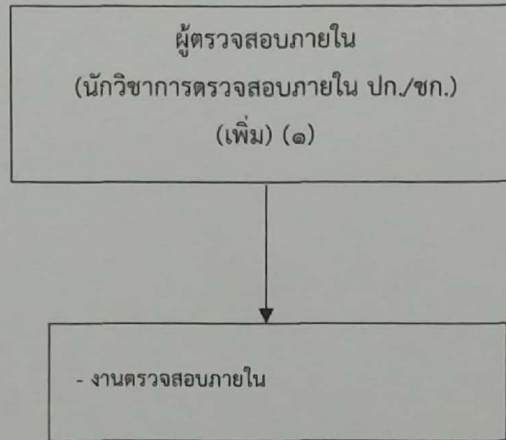 ผู้ตรวจสอบภายใน
(นักวิชาการตรวจสอบภายใน ปก./ชก.)
(เพิ่ม) (๑)
- งานตรวจสอบภายใน